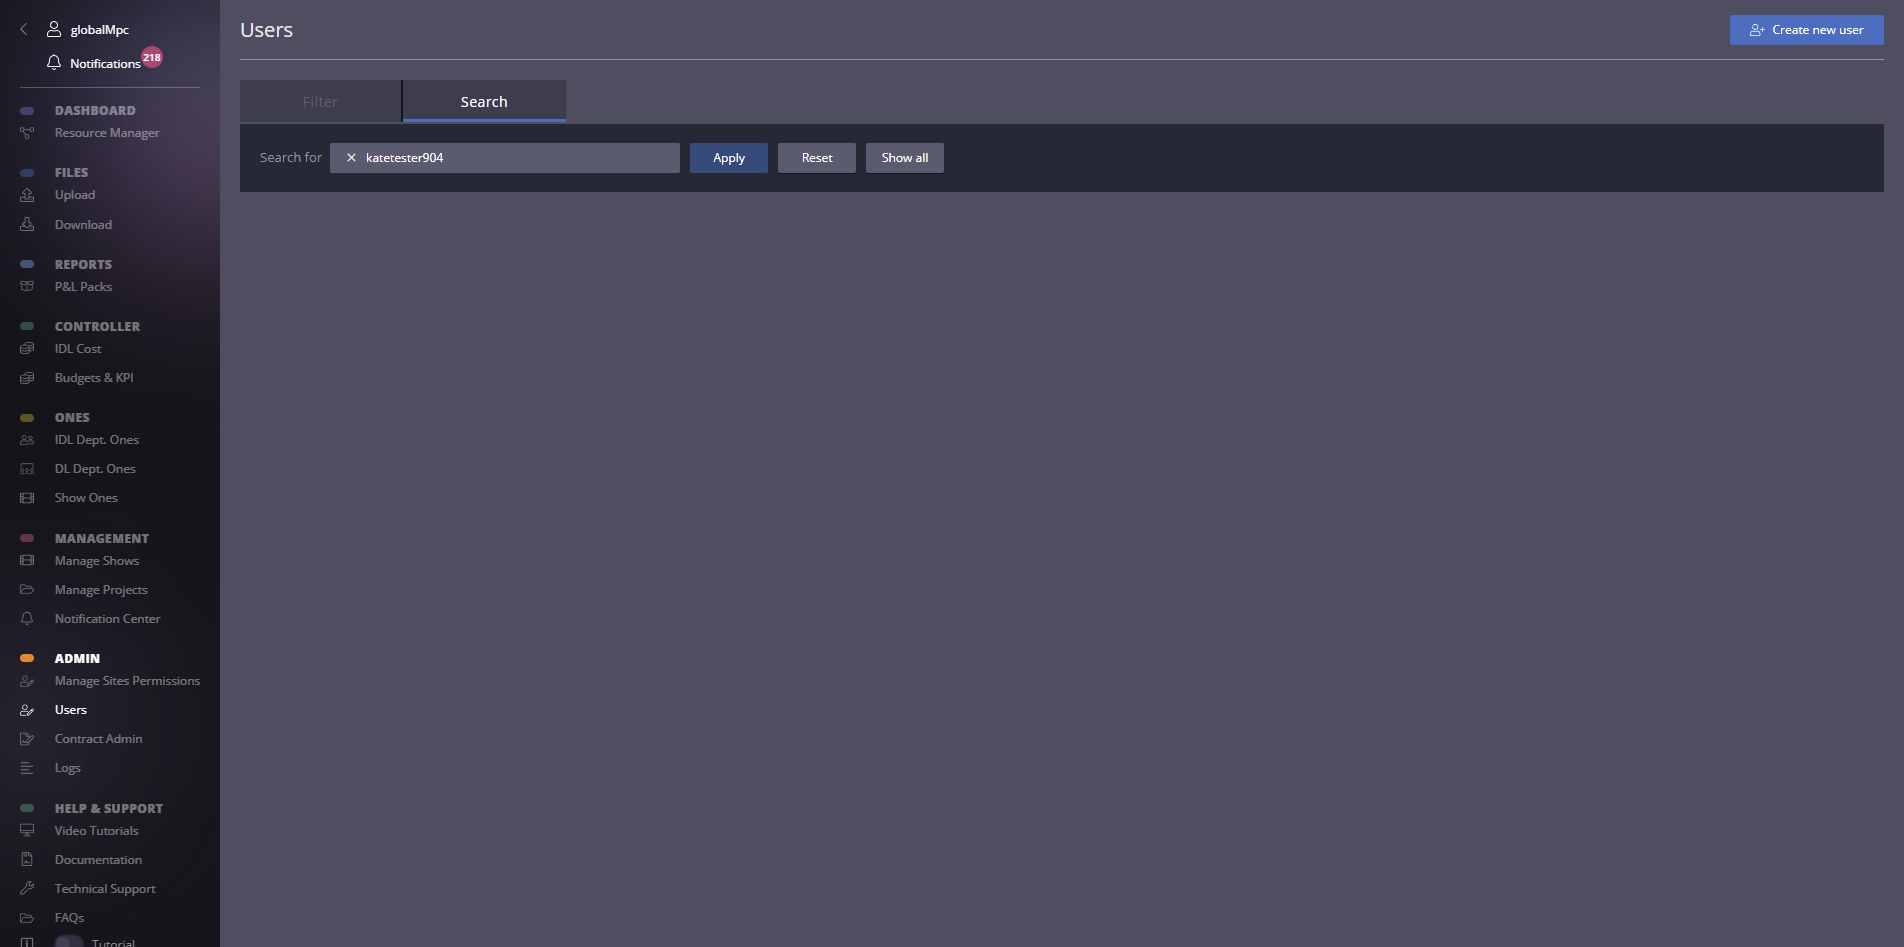 globalMpc
Notifications 218
DASHBOARD
Resource Manager
FILES
Upload
Download
REPORTS
P&L Packs
CONTROLLER
IDL Cost
Budgets & KPI
ONES
IDL Dept. Ones
DL Dept. Ones
Show Ones
MANAGEMENT
Manage Shows
Manage Projects
Notification Center
ADMIN
Manage Sites Permissions
Users
Contract Admin
Logs
HELP & SUPPORT
Video Tutorials
Documentation
Technical Support
FAQs
Tutorial
Users
Create new user
Filter
Search
Search for
katetester904
Apply
Reset
Show all